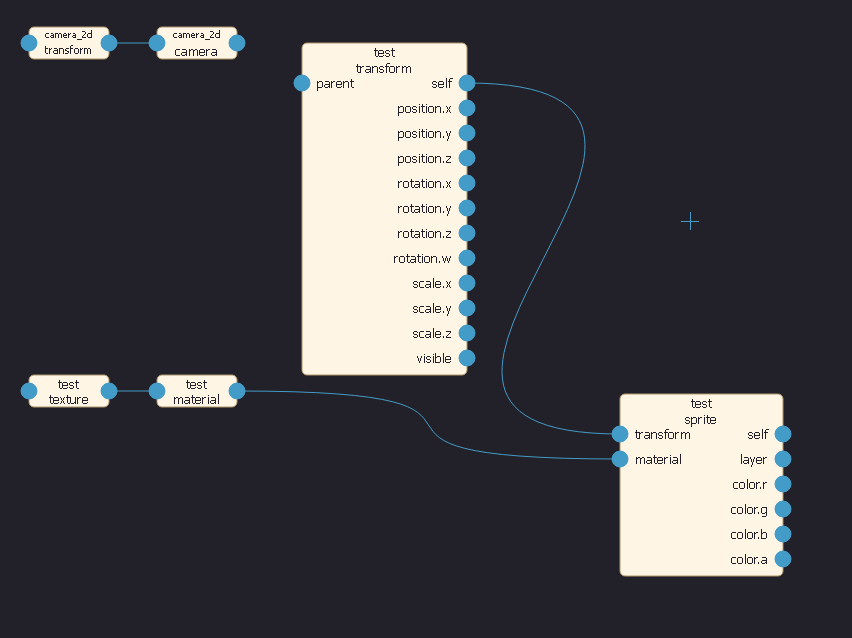 camera_2d
transform
camera_2d
camera
test
transform
parent self
position.x
position.y
position.z
rotation.x
rotation.y
rotation.z
rotation.w
scale.x
scale.y
scale.z
visible
test
texture
test
material
test
sprite
transform self
material layer
color.r
color.g
color.b
color.a